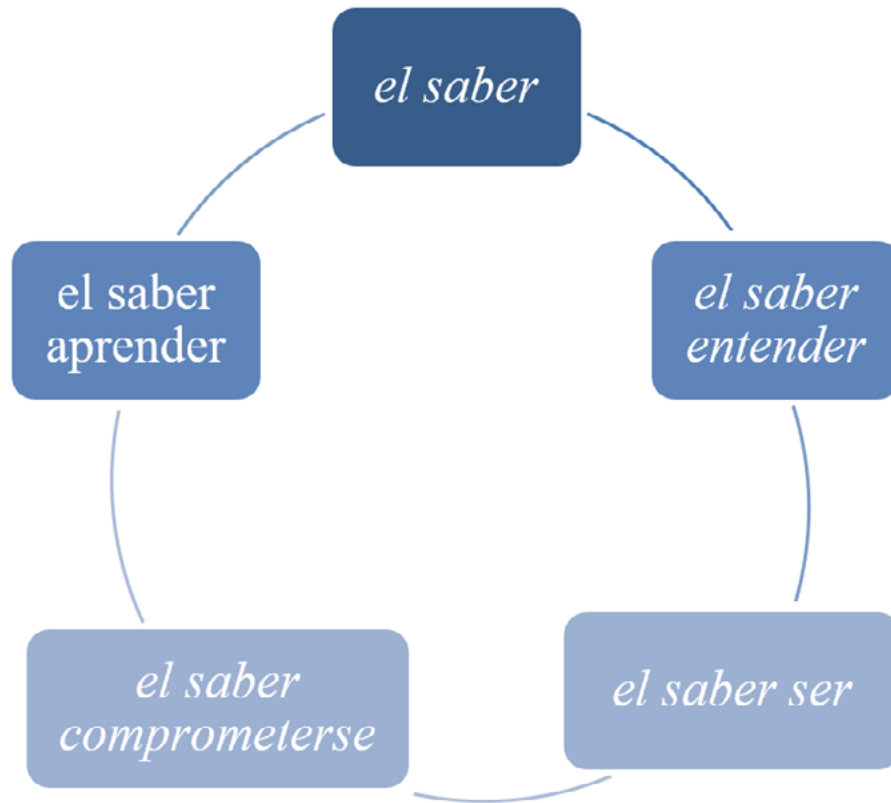 el saber
el saber
entender
el saber ser
el saber
comprometerse
el saber
aprender